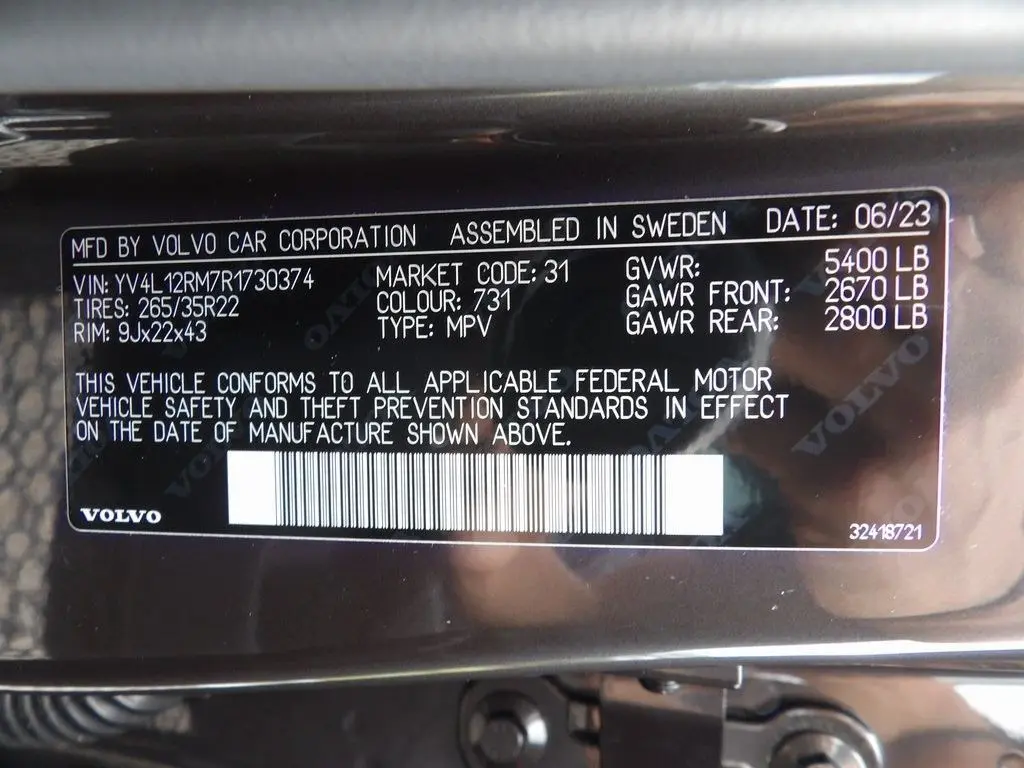 MFD BY VOLVO CAR CORPORATION ASSEMBLED IN SWEDEN DATE: 06/23
VIN: YV4L12RM7R1730374 MARKET CODE: 31 GVWR: 5400 LB
TIRES: 265/35R22 COLOUR: 731 GAWR FRONT: 2670 LB
RIM: 9Jx22x43 TYPE: MPV GAWR REAR: 2800 LB
THIS VEHICLE CONFORMS TO ALL APPLICABLE FEDERAL MOTOR
VEHICLE SAFETY AND THEFT PREVENTION STANDARDS IN EFFECT
ON THE DATE OF MANUFACTURE SHOWN ABOVE.
VOLVO
32418721